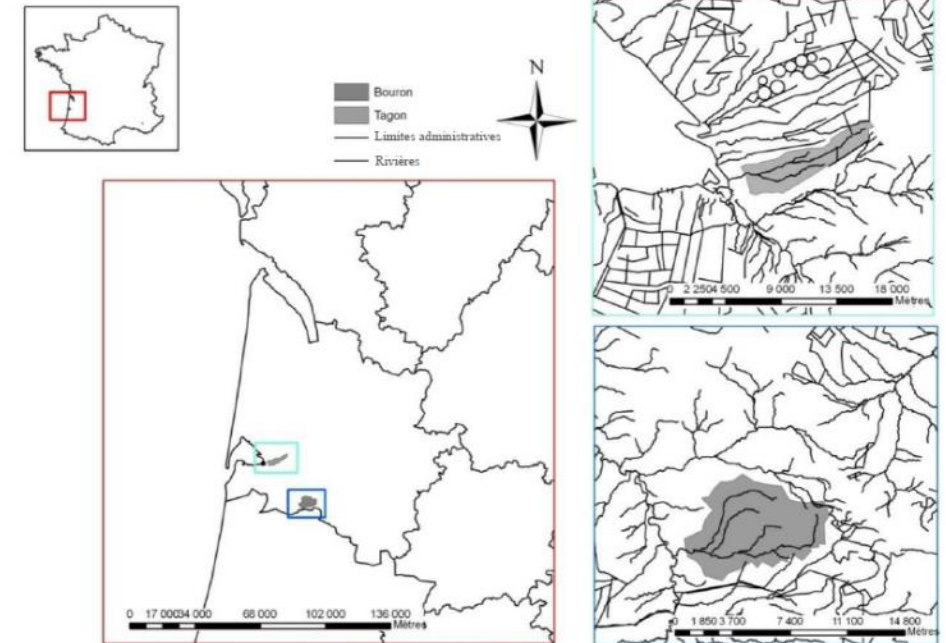 N
Bouron
Tagon
Limites administratives
Rivières
0 2 2504 500 9 000 13 500 18 000
Mètres
0 17 00034 000 68 000 102 000 136 000
Mètres
0 1 850 3 700 7 400 11 100 14 800
Mètres